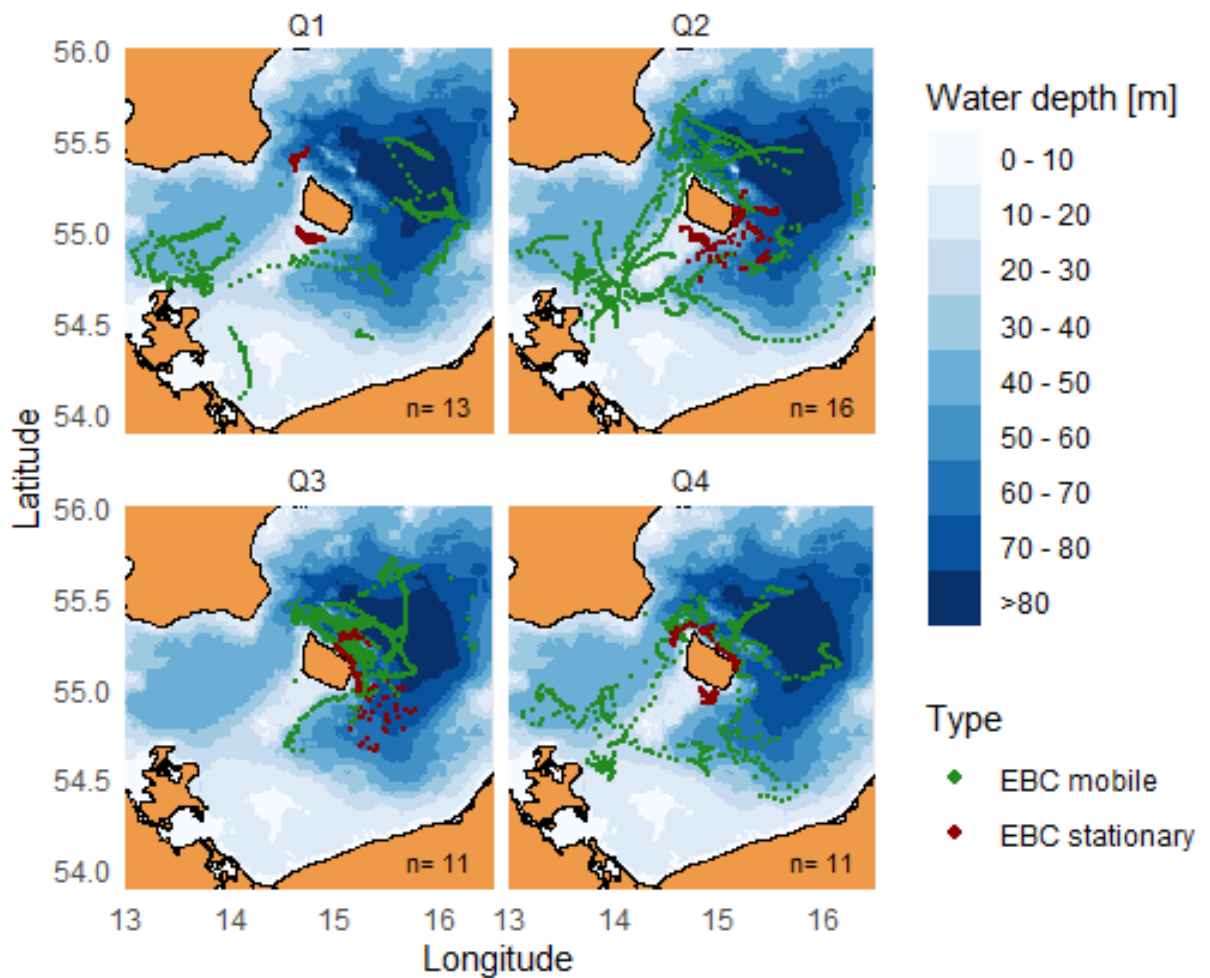 Q1
Q2
56.0
55.5
55.0
54.5
54.0
n= 13
n= 16
Latitude
Q3
Q4
56.0
55.5
55.0
54.5
54.0
n= 11
n= 11
13
14
15
16
13
14
15
16
Longitude
Water depth [m]
0 - 10
10 - 20
20 - 30
30 - 40
40 - 50
50 - 60
60 - 70
70 - 80
>80
Type
EBC mobile
EBC stationary